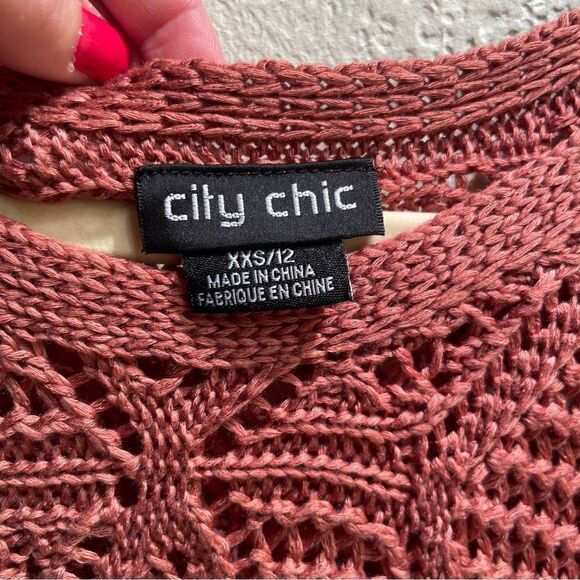 city chic
XXS/12
MADE IN CHINA
FABRIQUE EN CHINE